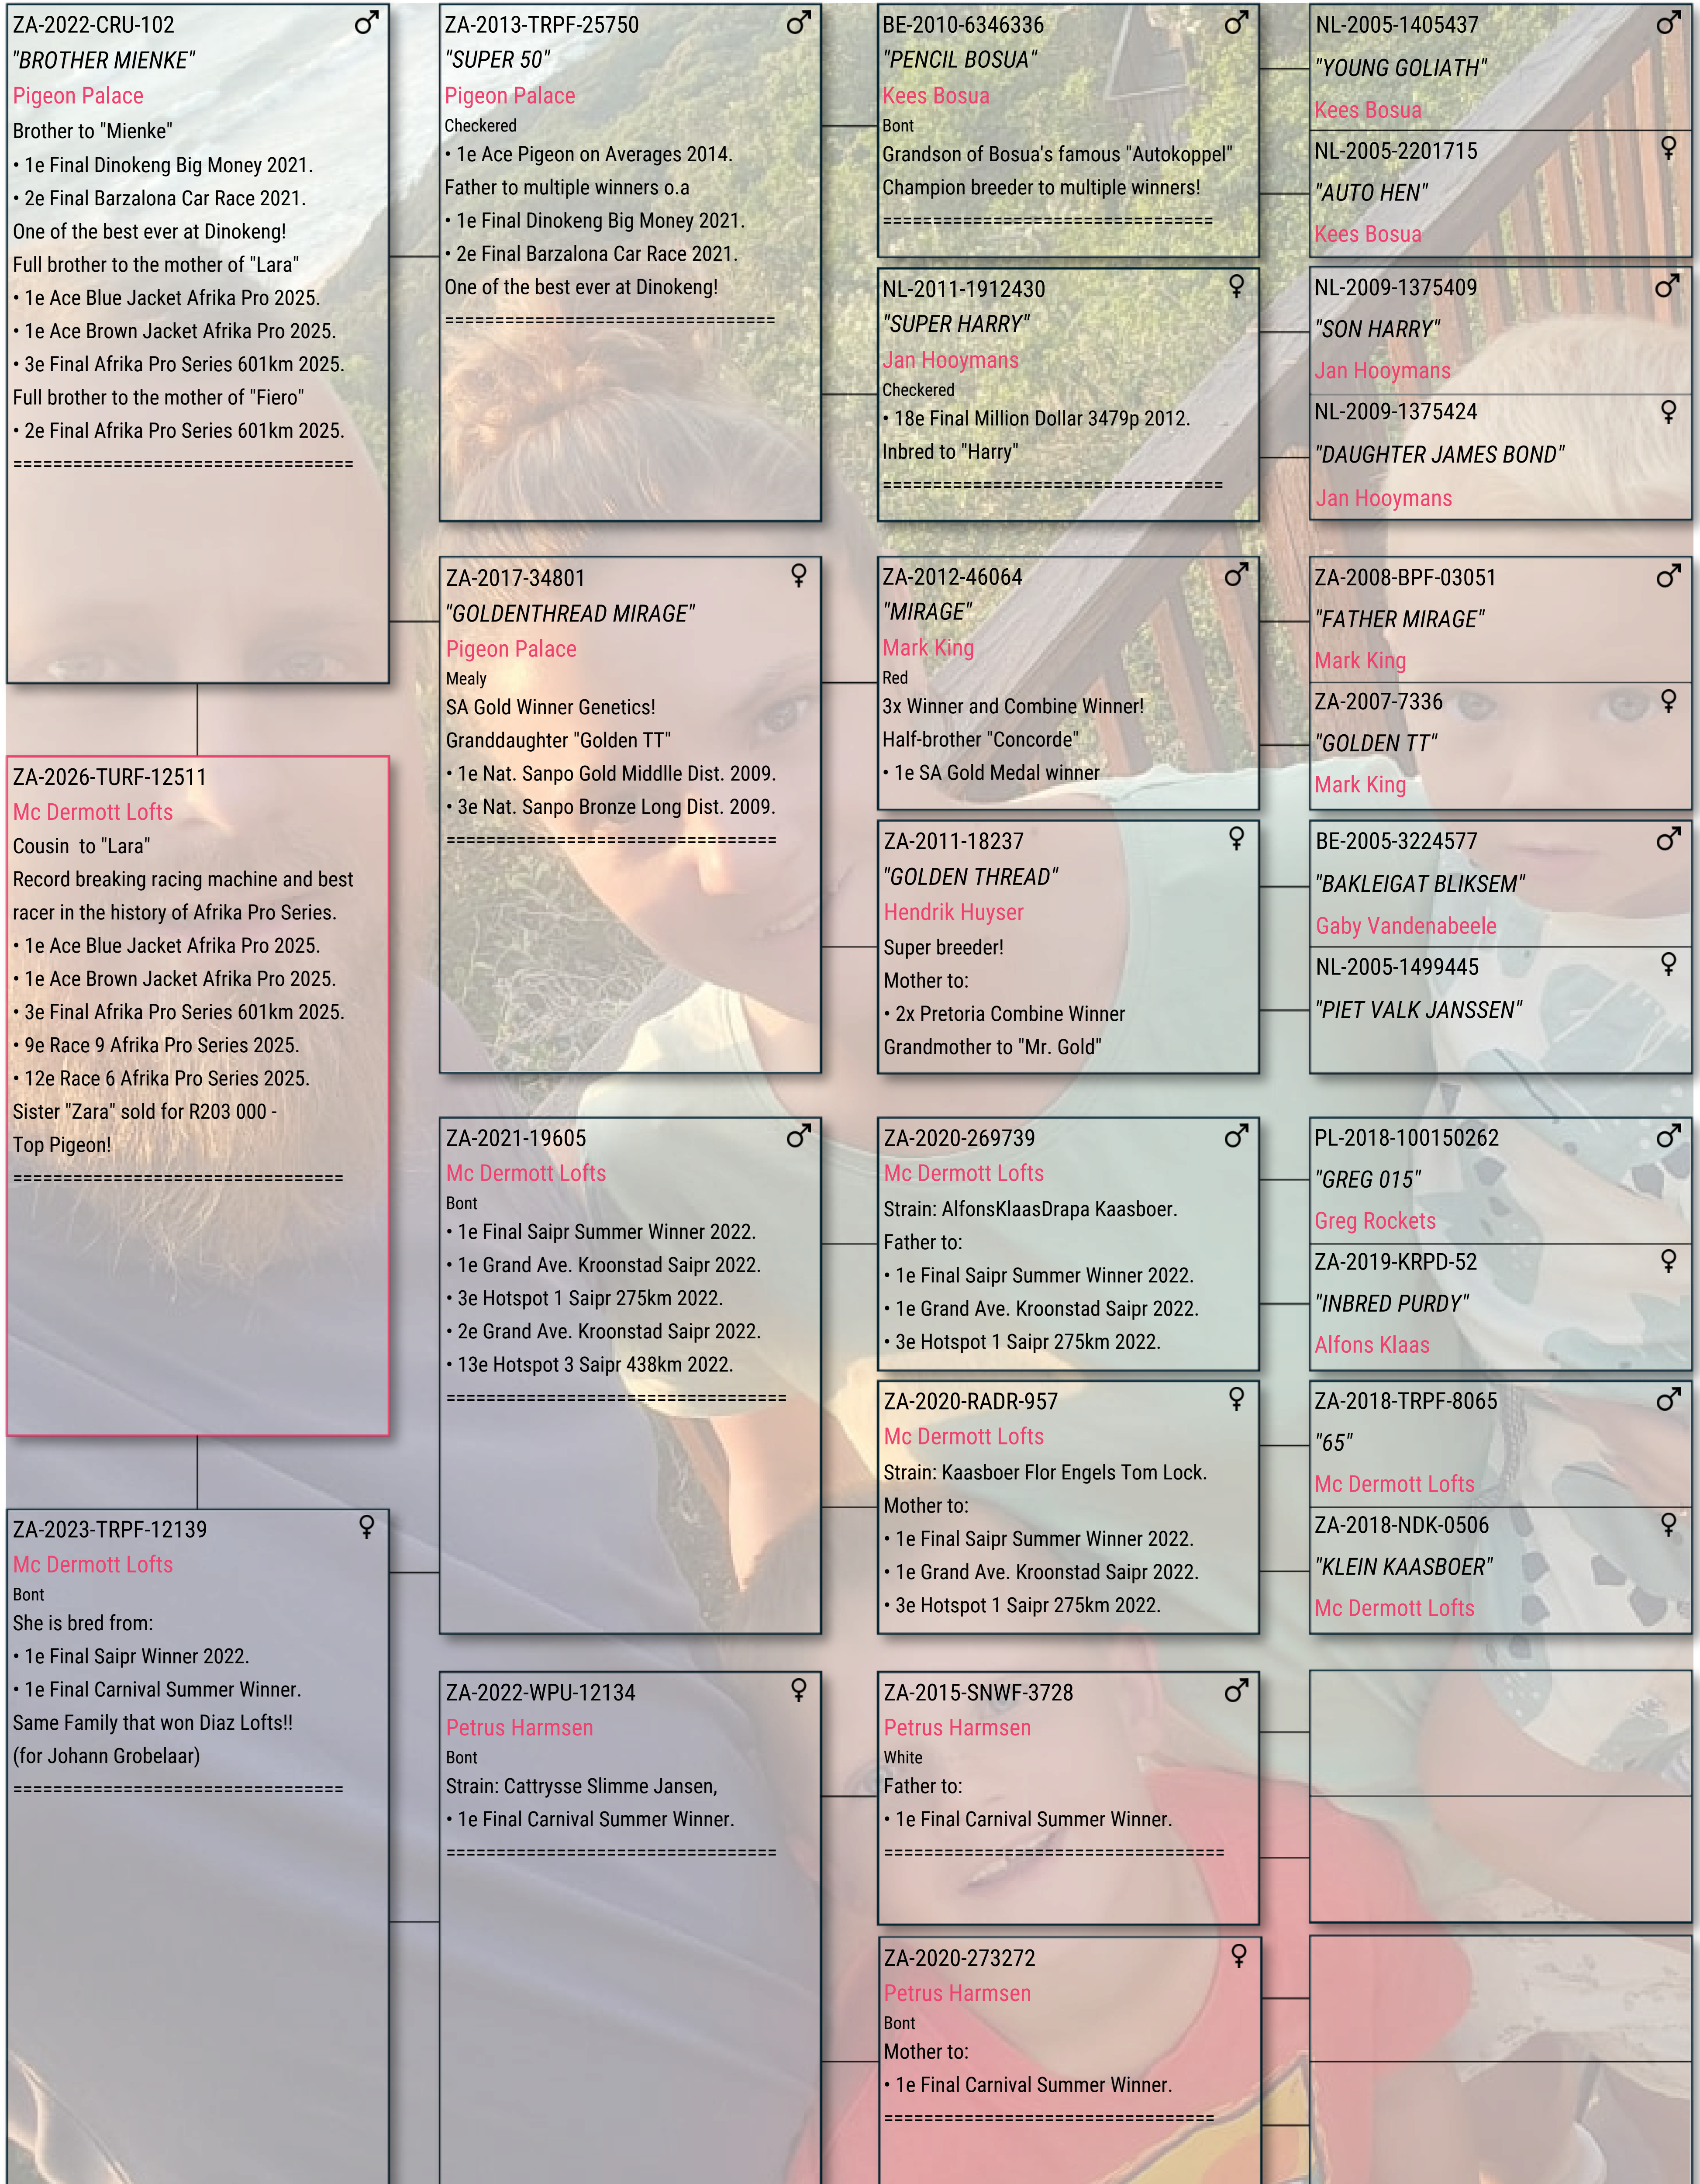 ZA-2022-CRU-102 ♂
"BROTHER MIENKE"
Pigeon Palace
Brother to "Mienke"
• 1e Final Dinokeng Big Money 2021.
• 2e Final Barzalona Car Race 2021.
One of the best ever at Dinokeng!
Full brother to the mother of "Lara"
• 1e Ace Blue Jacket Afrika Pro 2025.
• 1e Ace Brown Jacket Afrika Pro 2025.
• 3e Final Afrika Pro Series 601km 2025.
Full brother to the mother of "Fiero"
• 2e Final Afrika Pro Series 601km 2025.
==================================
ZA-2026-TURF-12511
Mc Dermott Lofts
Cousin to "Lara"
Record breaking racing machine and best
racer in the history of Afrika Pro Series.
• 1e Ace Blue Jacket Afrika Pro 2025.
• 1e Ace Brown Jacket Afrika Pro 2025.
• 3e Final Afrika Pro Series 601km 2025.
• 9e Race 9 Afrika Pro Series 2025.
• 12e Race 6 Afrika Pro Series 2025.
Sister "Zara" sold for R203 000 -
Top Pigeon!
=================================
ZA-2023-TRPF-12139 ♀
Mc Dermott Lofts
Bont
She is bred from:
• 1e Final Saipr Winner 2022.
• 1e Final Carnival Summer Winner.
Same Family that won Diaz Lofts!!
(for Johann Grobelaar)
=================================
ZA-2013-TRPF-25750 ♂
"SUPER 50"
Pigeon Palace
Checkered
• 1e Ace Pigeon on Averages 2014.
Father to multiple winners o.a
• 1e Final Dinokeng Big Money 2021.
• 2e Final Barzalona Car Race 2021.
One of the best ever at Dinokeng!
=================================
ZA-2017-34801 ♀
"GOLDENTHREAD MIRAGE"
Pigeon Palace
Mealy
SA Gold Winner Genetics!
Granddaughter "Golden TT"
• 1e Nat. Sanpo Gold Middlle Dist. 2009.
• 3e Nat. Sanpo Bronze Long Dist. 2009.
=================================
ZA-2021-19605 ♂
Mc Dermott Lofts
Bont
• 1e Final Saipr Summer Winner 2022.
• 1e Grand Ave. Kroonstad Saipr 2022.
• 3e Hotspot 1 Saipr 275km 2022.
• 2e Grand Ave. Kroonstad Saipr 2022.
• 13e Hotspot 3 Saipr 438km 2022.
==================================
ZA-2022-WPU-12134 ♀
Petrus Harmsen
Bont
Strain: Cattrysse Slimme Jansen,
• 1e Final Carnival Summer Winner.
=================================
BE-2010-6346336 ♂
"PENCIL BOSUA"
Kees Bosua
Bont
Grandson of Bosua's famous "Autokoppel"
Champion breeder to multiple winners!
=================================
NL-2011-1912430 ♀
"SUPER HARRY"
Jan Hooymans
Checkered
• 18e Final Million Dollar 3479p 2012.
Inbred to "Harry"
==================================
ZA-2012-46064 ♂
"MIRAGE"
Mark King
Red
3x Winner and Combine Winner!
Half-brother "Concorde"
• 1e SA Gold Medal winner
ZA-2011-18237 ♀
"GOLDEN THREAD"
Hendrik Huyser
Super breeder!
Mother to:
• 2x Pretoria Combine Winner
Grandmother to "Mr. Gold"
ZA-2020-269739 ♂
Mc Dermott Lofts
Strain: AlfonsKlaasDrapa Kaasboer.
Father to:
• 1e Final Saipr Summer Winner 2022.
• 1e Grand Ave. Kroonstad Saipr 2022.
• 3e Hotspot 1 Saipr 275km 2022.
ZA-2020-RADR-957 ♀
Mc Dermott Lofts
Strain: Kaasboer Flor Engels Tom Lock.
Mother to:
• 1e Final Saipr Summer Winner 2022.
• 1e Grand Ave. Kroonstad Saipr 2022.
• 3e Hotspot 1 Saipr 275km 2022.
ZA-2015-SNWF-3728 ♂
Petrus Harmsen
White
Father to:
• 1e Final Carnival Summer Winner.
==================================
ZA-2020-273272 ♀
Petrus Harmsen
Bont
Mother to:
• 1e Final Carnival Summer Winner.
=================================
NL-2005-1405437 ♂
"YOUNG GOLIATH"
Kees Bosua
NL-2005-2201715 ♀
"AUTO HEN"
Kees Bosua
NL-2009-1375409 ♂
"SON HARRY"
Jan Hooymans
NL-2009-1375424 ♀
"DAUGHTER JAMES BOND"
Jan Hooymans
ZA-2008-BPF-03051 ♂
"FATHER MIRAGE"
Mark King
ZA-2007-7336 ♀
"GOLDEN TT"
Mark King
BE-2005-3224577 ♂
"BAKLEIGAT BLIKSEM"
Gaby Vandenabeele
NL-2005-1499445 ♀
"PIET VALK JANSSEN"
PL-2018-100150262 ♂
"GREG 015"
Greg Rockets
ZA-2019-KRPD-52 ♀
"INBRED PURDY"
Alfons Klaas
ZA-2018-TRPF-8065 ♂
"65"
Mc Dermott Lofts
ZA-2018-NDK-0506 ♀
"KLEIN KAASBOER"
Mc Dermott Lofts